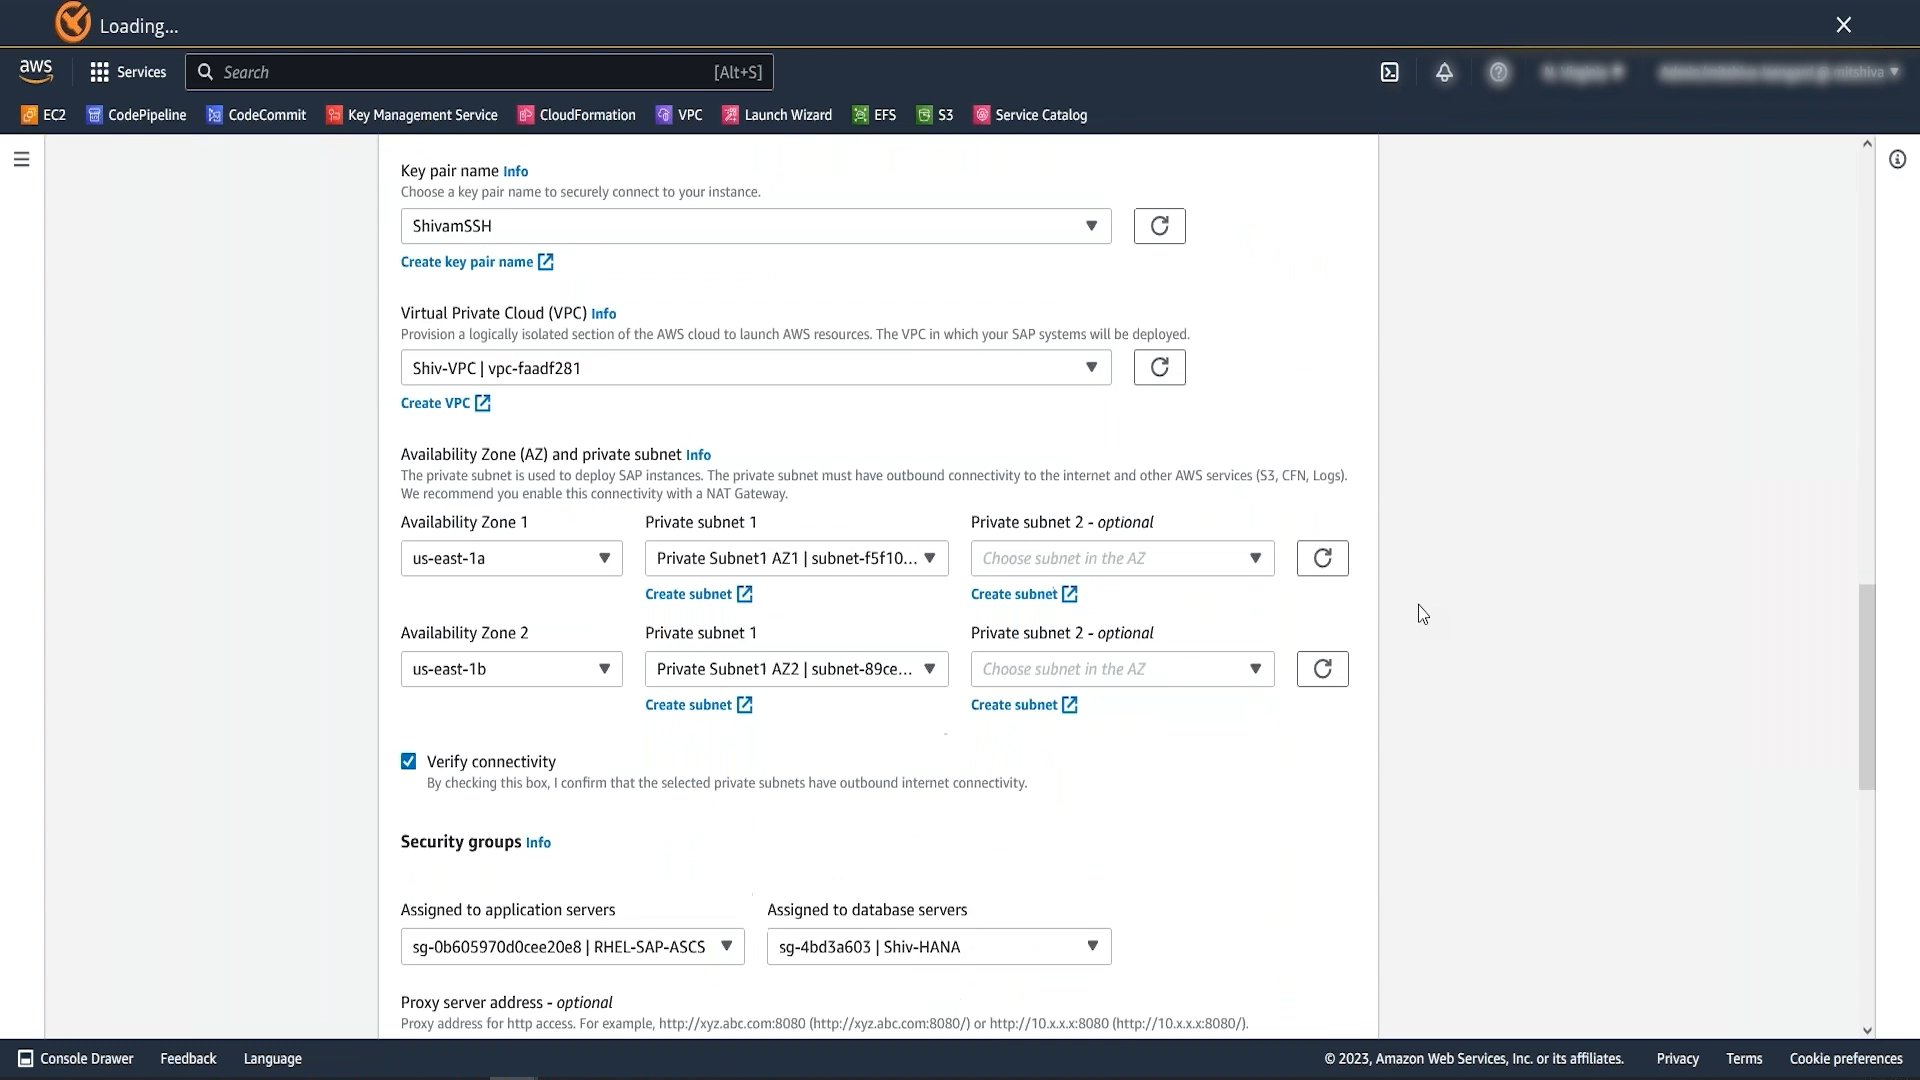 Loading...
aws
Services
Search [Alt+S]
EC2 CodePipeline CodeCommit Key Management Service CloudFormation VPC Launch Wizard EFS S3 Service Catalog
Key pair name Info
Choose a key pair name to securely connect to your instance.
ShivamSSH
Create key pair name
Virtual Private Cloud (VPC) Info
Provision a logically isolated section of the AWS cloud to launch AWS resources. The VPC in which your SAP systems will be deployed.
Shiv-VPC | vpc-faadf281
Create VPC
Availability Zone (AZ) and private subnet Info
The private subnet is used to deploy SAP instances. The private subnet must have outbound connectivity to the internet and other AWS services (S3, CFN, Logs).
We recommend you enable this connectivity with a NAT Gateway.
Availability Zone 1 Private subnet 1 Private subnet 2 - optional
us-east-1a Private Subnet1 AZ1 | subnet-f5f10... Choose subnet in the AZ
Create subnet Create subnet
Availability Zone 2 Private subnet 1 Private subnet 2 - optional
us-east-1b Private Subnet1 AZ2 | subnet-89ce... Choose subnet in the AZ
Create subnet Create subnet
Verify connectivity
By checking this box, I confirm that the selected private subnets have outbound internet connectivity.
Security groups Info
Assigned to application servers Assigned to database servers
sg-0b605970d0cee20e8 | RHEL-SAP-ASCS sg-4bd3a603 | Shiv-HANA
Proxy server address - optional
Proxy address for http access. For example, http://xyz.abc.com:8080 (http://xyz.abc.com:8080/) or http://10.x.x.x:8080 (http://10.x.x.x:8080/).
Console Drawer Feedback Language © 2023, Amazon Web Services, Inc. or its affiliates. Privacy Terms Cookie preferences